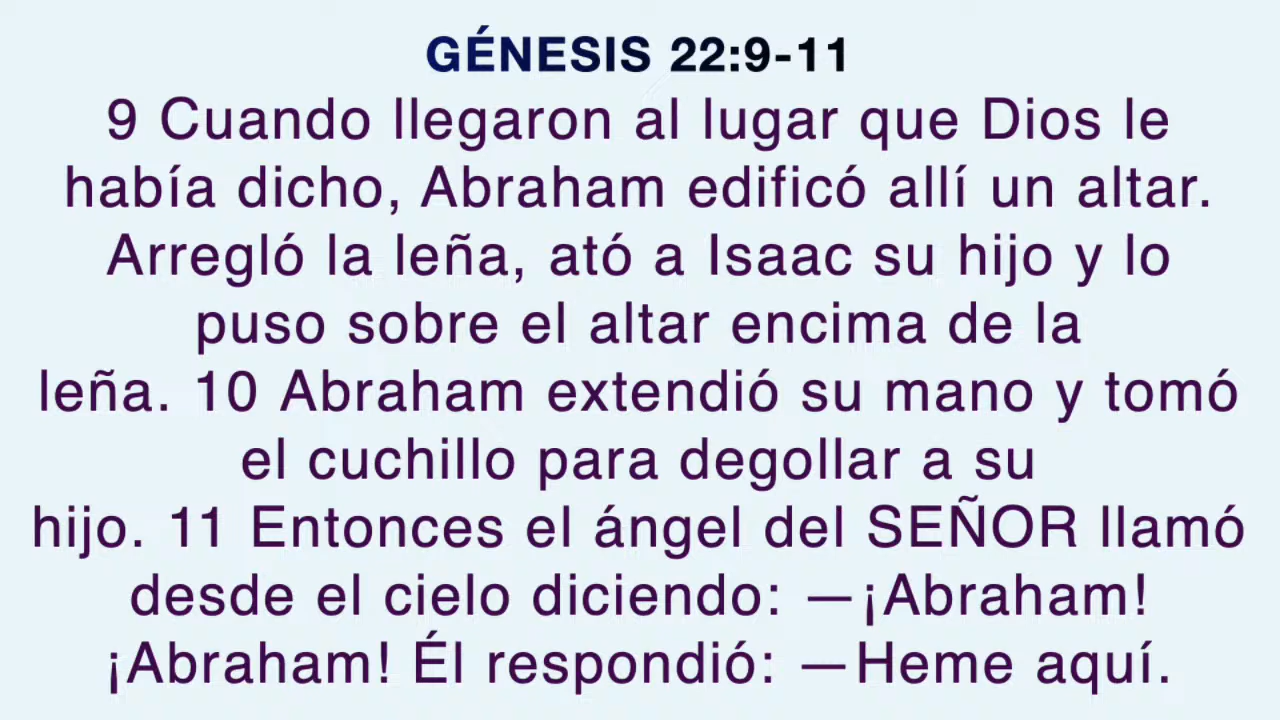 GÉNESIS 22:9-11
9 Cuando llegaron al lugar que Dios le
había dicho, Abraham edificó allí un altar.
Arregló la leña, ató a Isaac su hijo y lo
puso sobre el altar encima de la
leña. 10 Abraham extendió su mano y tomó
el cuchillo para degollar a su
hijo. 11 Entonces el ángel del SEÑOR llamó
desde el cielo diciendo: —¡Abraham!
¡Abraham! Él respondió: —Heme aquí.